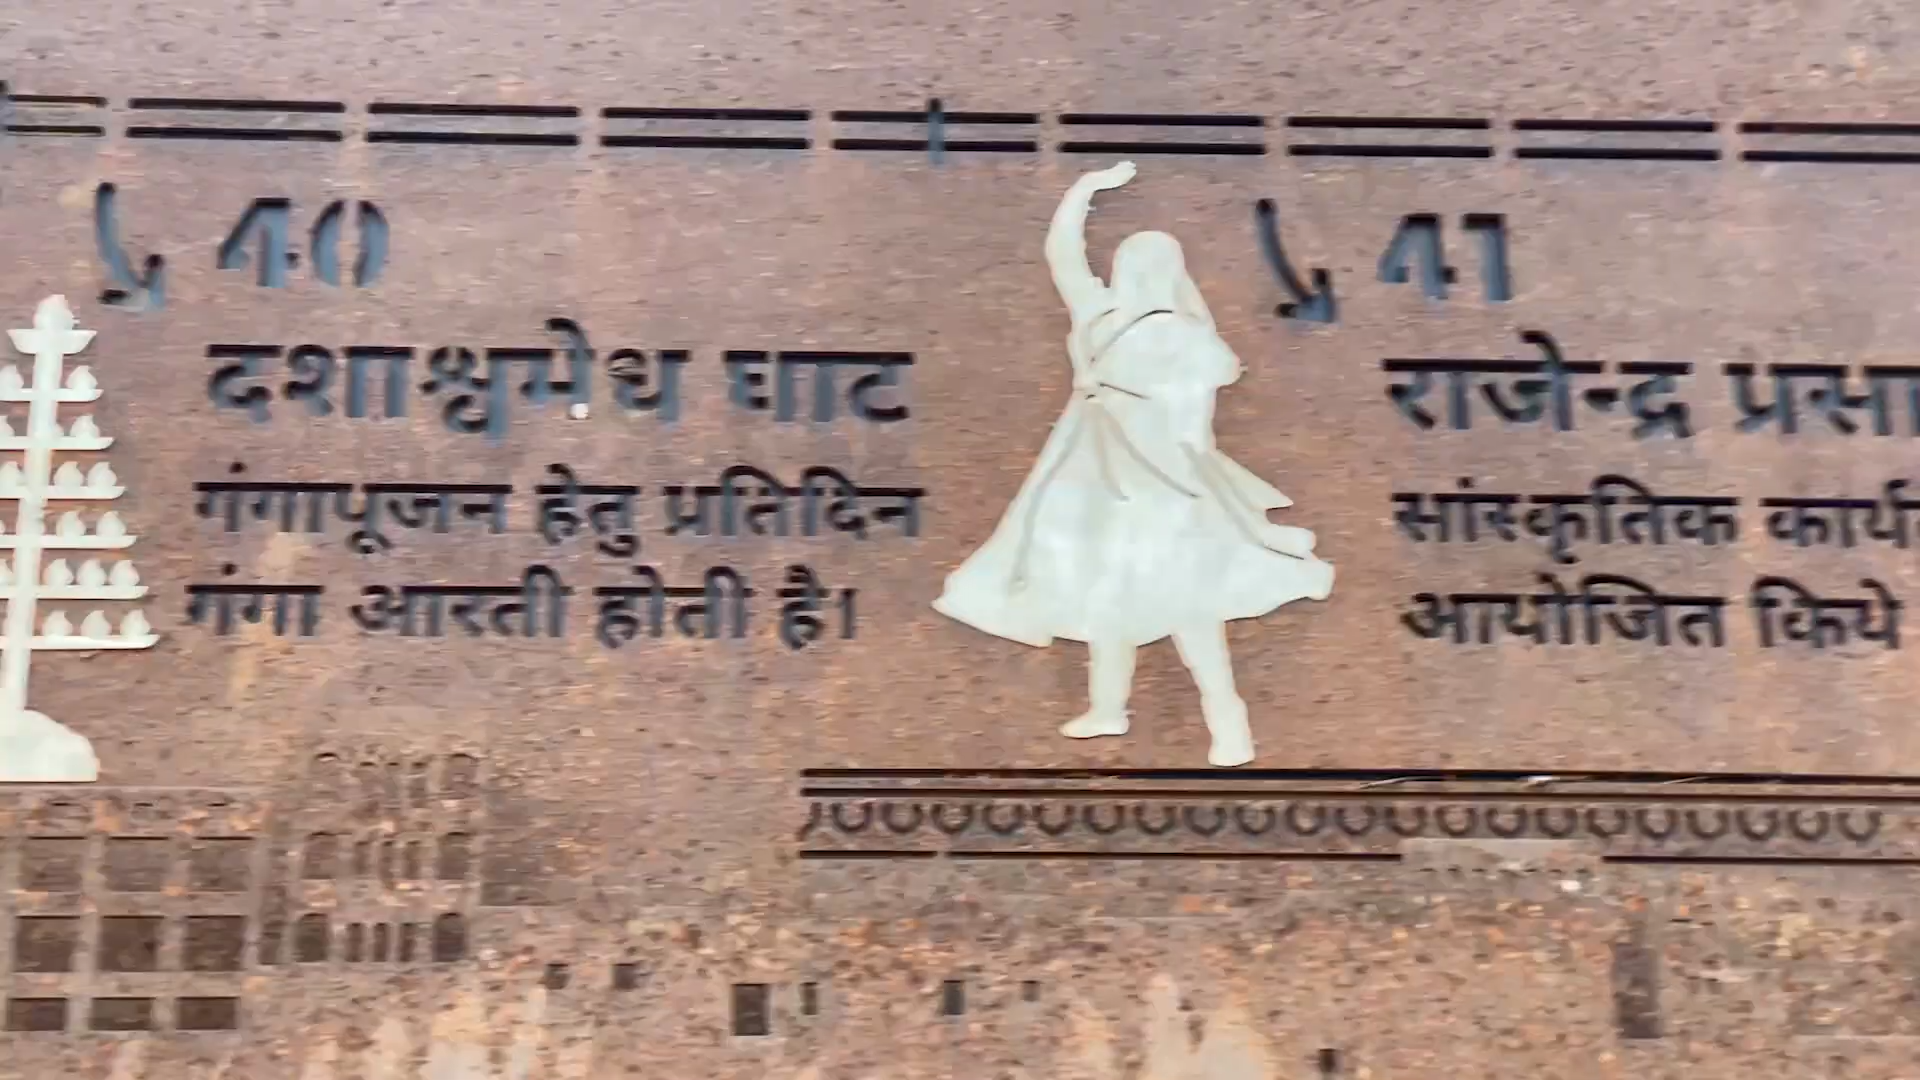 40
दशाश्वमेध घाट
गंगापूजन हेतु प्रतिदिन
गंगा आरती होती है।
41
राजेन्द्र
सांस्कृतिक
आयोजित किये